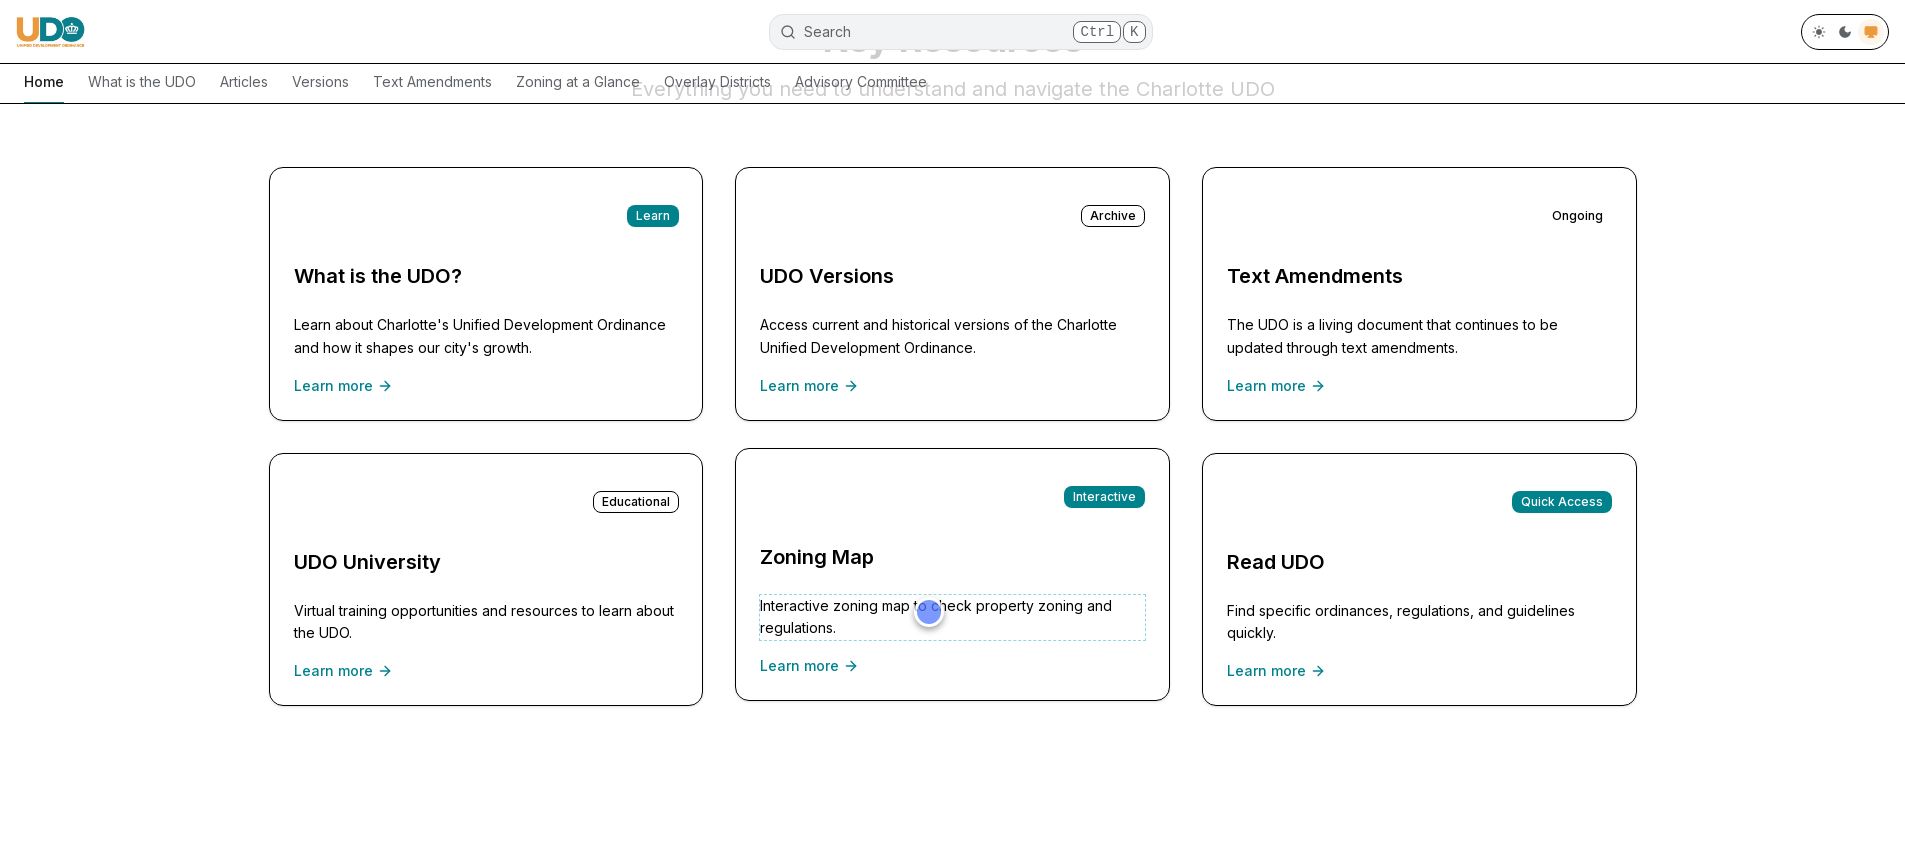 UDO
UNIFIED DEVELOPMENT ORDINANCE
Search
Ctrl K
Key Resources
Home
What is the UDO
Articles
Versions
Text Amendments
Zoning at a Glance
Overlay Districts
Advisory Committee
Everything you need to understand and navigate the Charlotte UDO
Learn
What is the UDO?
Learn about Charlotte's Unified Development Ordinance
and how it shapes our city's growth.
Learn more
Archive
UDO Versions
Access current and historical versions of the Charlotte
Unified Development Ordinance.
Learn more
Ongoing
Text Amendments
The UDO is a living document that continues to be
updated through text amendments.
Learn more
Educational
UDO University
Virtual training opportunities and resources to learn about
the UDO.
Learn more
Interactive
Zoning Map
Interactive zoning map to check property zoning and
regulations.
Learn more
Quick Access
Read UDO
Find specific ordinances, regulations, and guidelines
quickly.
Learn more